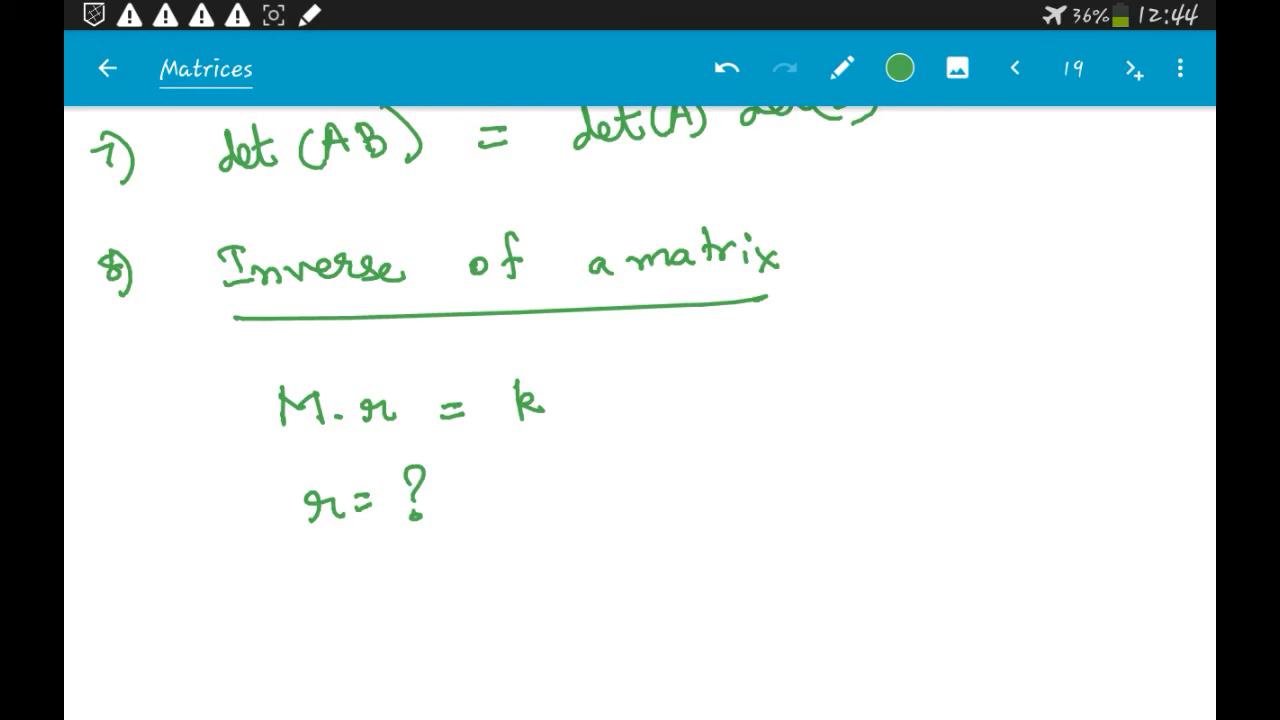 36% 12:44
Matrices 19
7) det (AB) = det(A)
8) Inverse of a matrix
M.r = k
r = ?